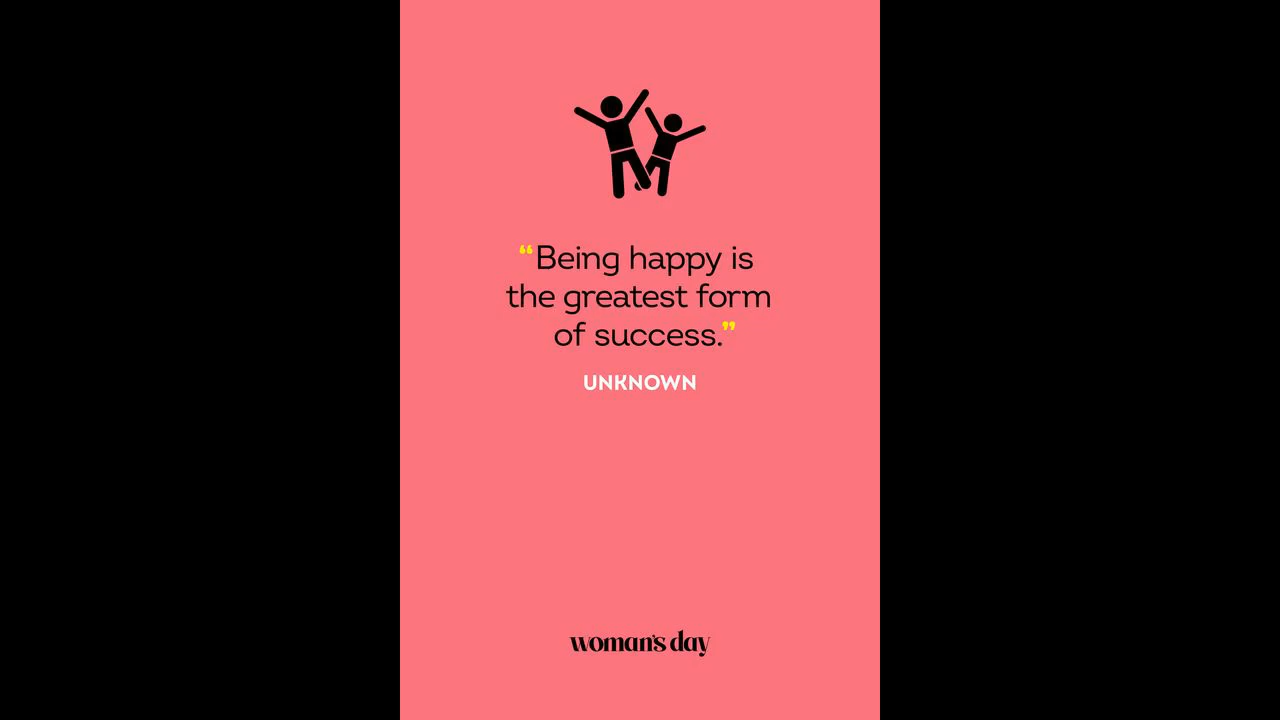 “Being happy is
the greatest form
of success.”
UNKNOWN
woman's day